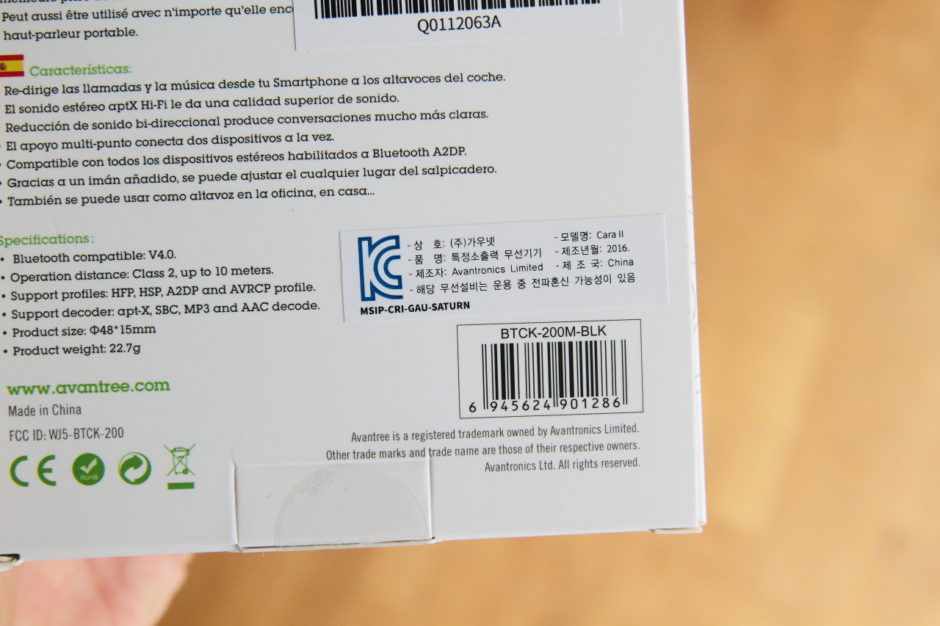 Peut aussi être utilisé avec n'importe qu'elle enc
haut-parleur portable.
Q0112063A
Características:
Re-dirige las llamadas y la música desde tu Smartphone a los altavoces del coche.
El sonido estéreo aptX Hi-Fi le da una calidad superior de sonido.
Reducción de sonido bi-direccional produce conversaciones mucho más claras.
• El apoyo multi-punto conecta dos dispositivos a la vez.
• Compatible con todos los dispositivos estéreos habilitados a Bluetooth A2DP.
• Gracias a un imán añadido, se puede ajustar el cualquier lugar del salpicadero.
• También se puede usar como altavoz en la oficina, en casa...
Specifications:
• Bluetooth compatible: V4.0.
• Operation distance: Class 2, up to 10 meters.
• Support profiles: HFP, HSP, A2DP and AVRCP profile.
• Support decoder: apt-X, SBC, MP3 and AAC decode.
• Product size: Φ48*15mm
• Product weight: 22.7g
www.avantree.com
Made in China
FCC ID: WJ5-BTCK-200
CE
RoHS
KC
- 상 호: (주)가우넷 - 모델명: Cara II
- 품 명: 특정소출력 무선기기 - 제조년월: 2016.
- 제조자: Avantronics Limited - 제 조 국: China
- 해당 무선설비는 운용 중 전파혼신 가능성이 있음
MSIP-CRI-GAU-SATURN
BTCK-200M-BLK
6 945624 901286
Avantree is a registered trademark owned by Avantronics Limited.
Other trade marks and trade name are those of their respective owners.
Avantronics Ltd. All rights reserved.